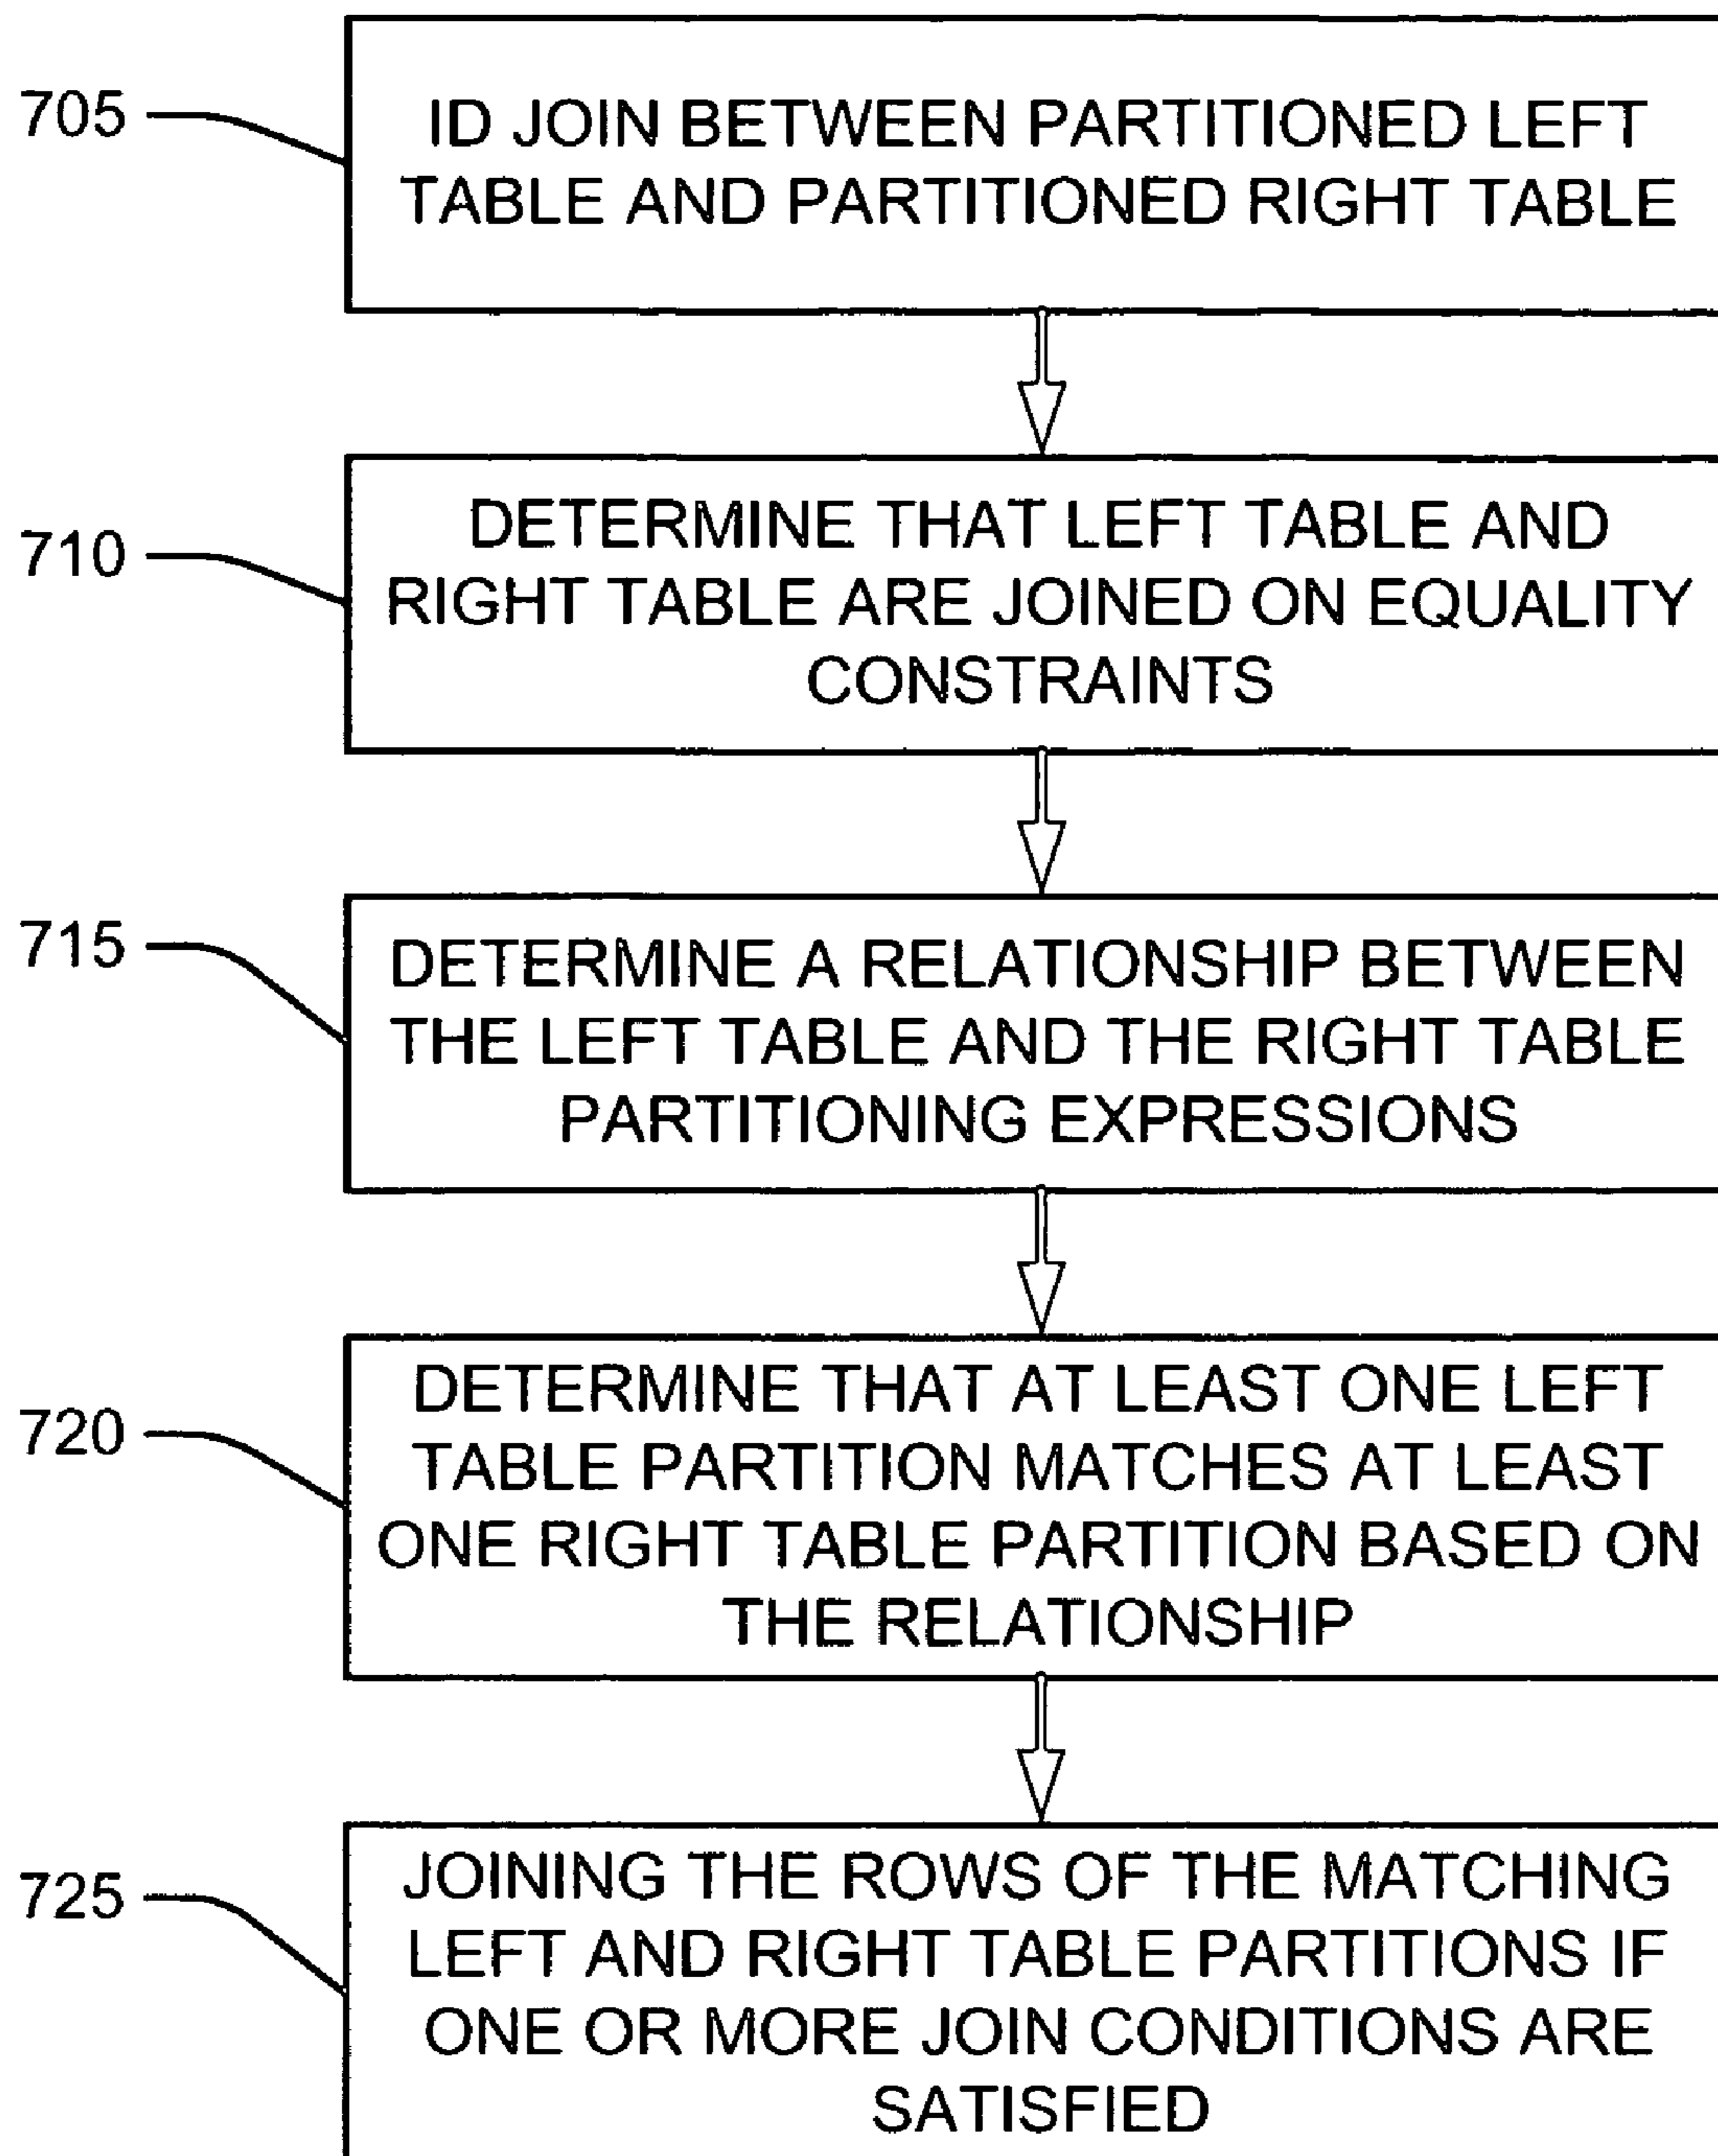 705
ID JOIN BETWEEN PARTITIONED LEFT
TABLE AND PARTITIONED RIGHT TABLE
710
DETERMINE THAT LEFT TABLE AND
RIGHT TABLE ARE JOINED ON EQUALITY
CONSTRAINTS
715
DETERMINE A RELATIONSHIP BETWEEN
THE LEFT TABLE AND THE RIGHT TABLE
PARTITIONING EXPRESSIONS
720
DETERMINE THAT AT LEAST ONE LEFT
TABLE PARTITION MATCHES AT LEAST
ONE RIGHT TABLE PARTITION BASED ON
THE RELATIONSHIP
725
JOINING THE ROWS OF THE MATCHING
LEFT AND RIGHT TABLE PARTITIONS IF
ONE OR MORE JOIN CONDITIONS ARE
SATISFIED